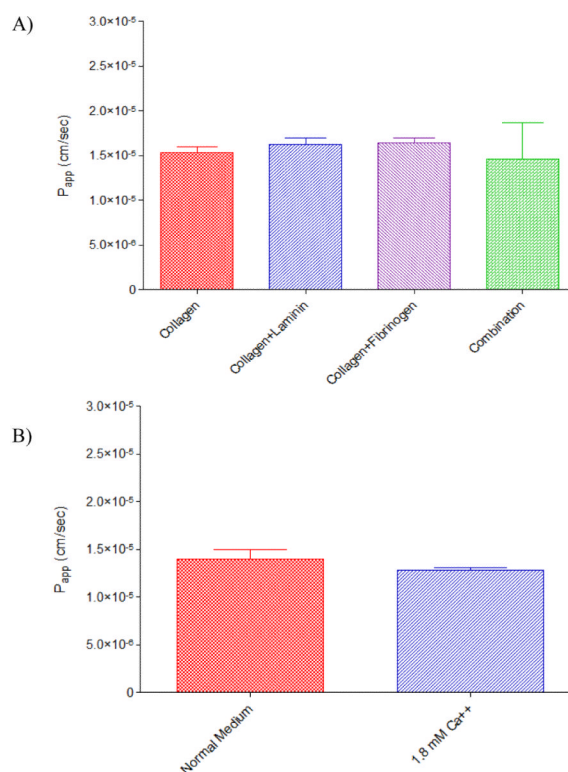 A)
P_app (cm/sec)
3.0×10⁻⁵
2.5×10⁻⁵
2.0×10⁻⁵
1.5×10⁻⁵
1.0×10⁻⁵
5.0×10⁻⁶
0
Collagen
Collagen+Laminin
Collagen+Fibrinogen
Combination
B)
P_app (cm/sec)
3.0×10⁻⁵
2.5×10⁻⁵
2.0×10⁻⁵
1.5×10⁻⁵
1.0×10⁻⁵
5.0×10⁻⁶
0
Normal Medium
1.8 mM Ca++